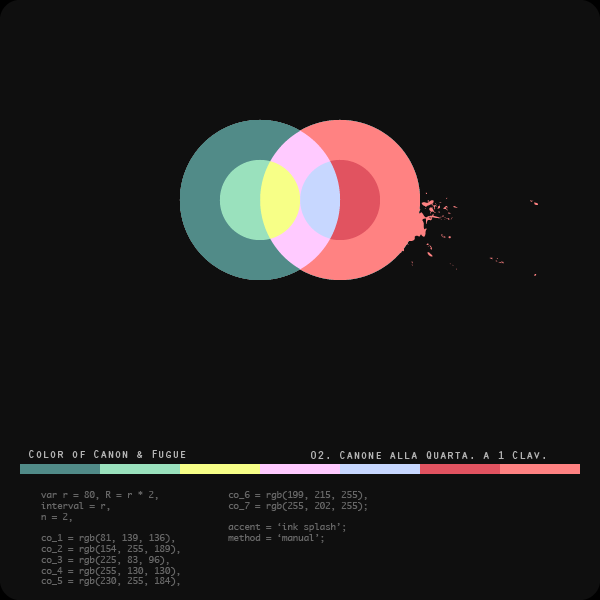 COLOR OF CANON & FUGUE
02. CANONE ALLA QUARTA. A 1 CLAV.
var r = 80, R = r * 2,
interval = r,
n = 2,
co_1 = rgb(81, 139, 136),
co_2 = rgb(154, 255, 189),
co_3 = rgb(225, 83, 96),
co_4 = rgb(255, 130, 130),
co_5 = rgb(230, 255, 184),
co_6 = rgb(199, 215, 255),
co_7 = rgb(255, 202, 255);
accent = ‘ink splash’;
method = ‘manual’;